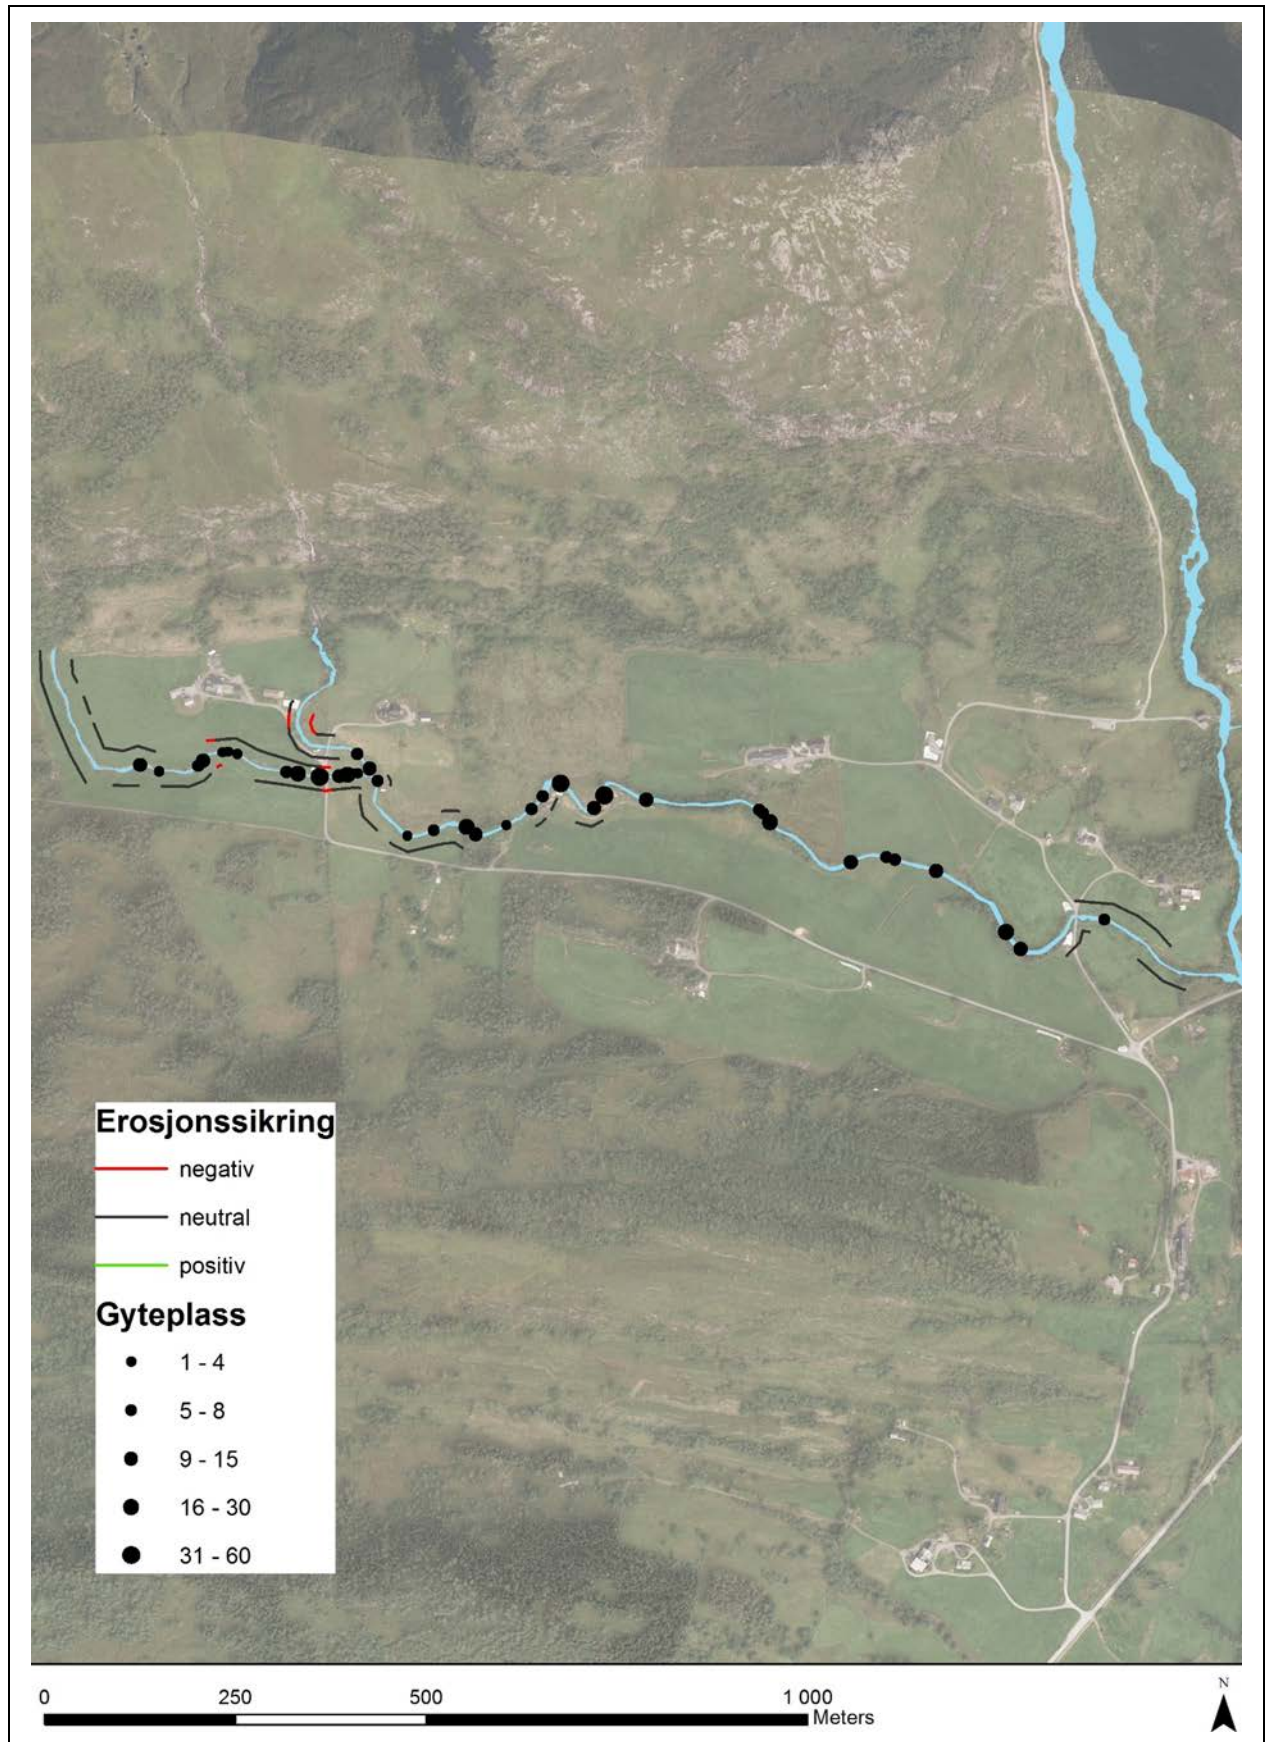 Erosjonssikring
negativ
neutral
positiv
Gyteplass
1 - 4
5 - 8
9 - 15
16 - 30
31 - 60
0 250 500 1 000
Meters
N